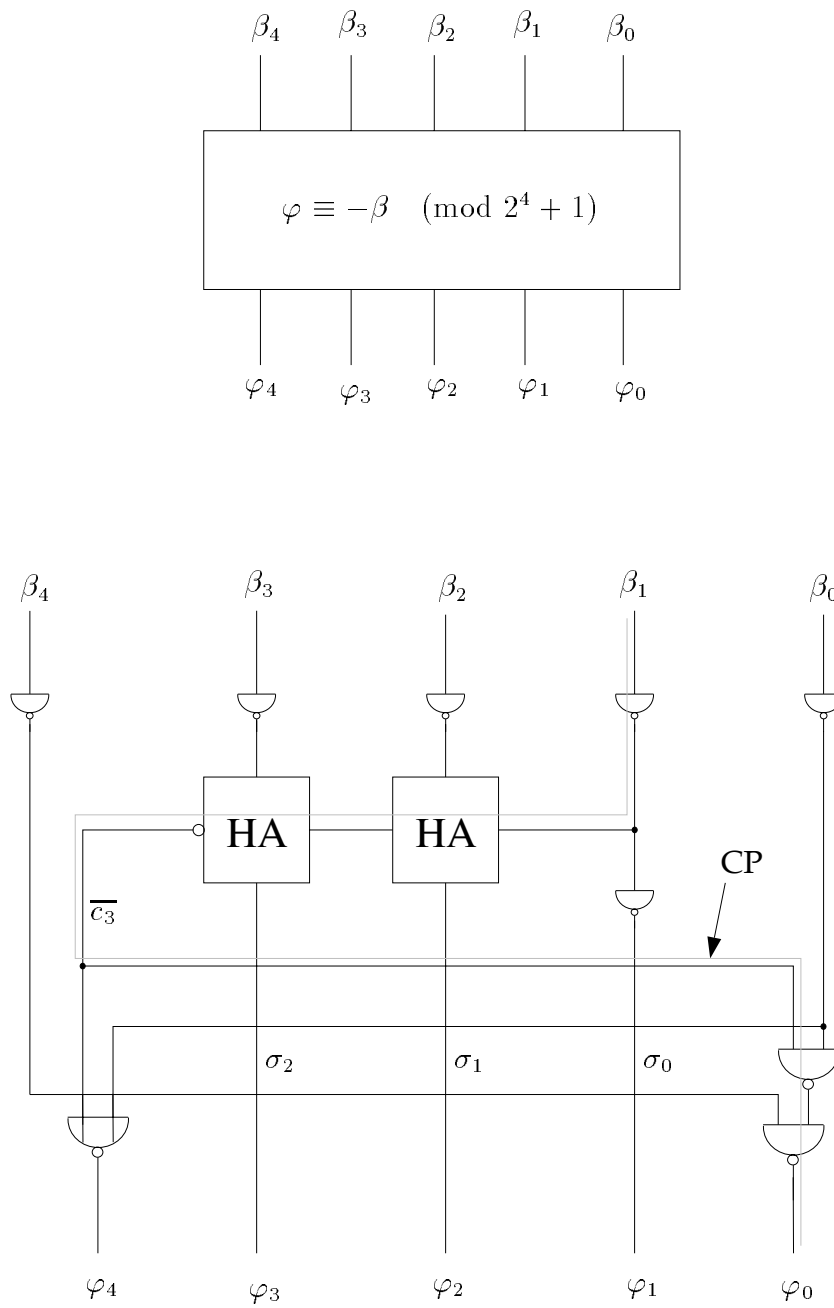 β₄ β₃ β₂ β₁ β₀
φ ≡ −β (mod 2⁴ + 1)
φ₄ φ₃ φ₂ φ₁ φ₀
β₄ β₃ β₂ β₁ β₀
HA HA
CP
c̅₃
σ₂ σ₁ σ₀
φ₄ φ₃ φ₂ φ₁ φ₀